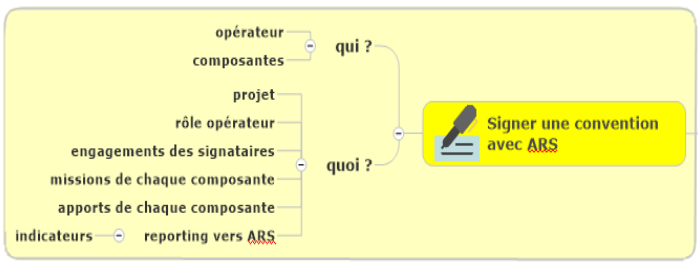 opérateur
qui ?
composantes
projet
rôle opérateur
engagements des signataires
quoi ?
missions de chaque composante
apports de chaque composante
indicateurs
reporting vers ARS
Signer une convention
avec ARS